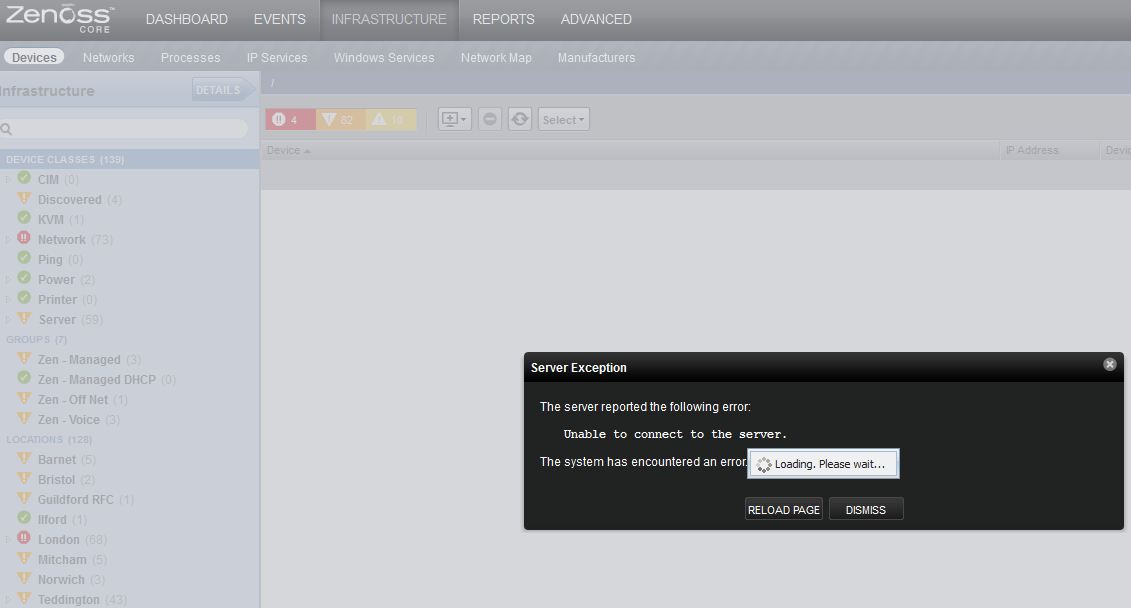 Zenoss™
CORE
DASHBOARD EVENTS INFRASTRUCTURE REPORTS ADVANCED
Devices Networks Processes IP Services Windows Services Network Map Manufacturers
Infrastructure
DETAILS
/
4 82 18
Select
Device
IP Address
Devic
DEVICE CLASSES (139)
CIM (0)
Discovered (4)
KVM (1)
Network (73)
Ping (0)
Power (2)
Printer (0)
Server (59)
GROUPS (7)
Zen - Managed (3)
Zen - Managed DHCP (0)
Zen - Off Net (1)
Zen - Voice (3)
LOCATIONS (128)
Barnet (5)
Bristol (2)
Guildford RFC (1)
Ilford (1)
London (68)
Mitcham (5)
Norwich (3)
Teddington (43)
Server Exception
The server reported the following error:
Unable to connect to the server.
The system has encountered an error.
Loading. Please wait...
RELOAD PAGE
DISMISS